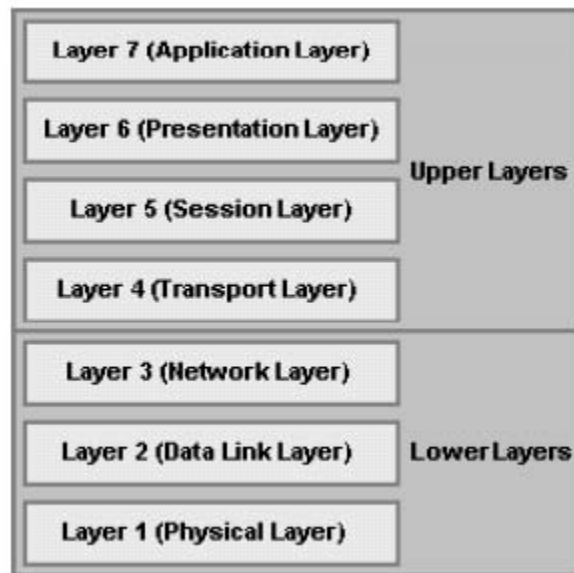 Layer 7 (Application Layer)
Layer 6 (Presentation Layer)
Upper Layers
Layer 5 (Session Layer)
Layer 4 (Transport Layer)
Layer 3 (Network Layer)
Layer 2 (Data Link Layer)
Lower Layers
Layer 1 (Physical Layer)